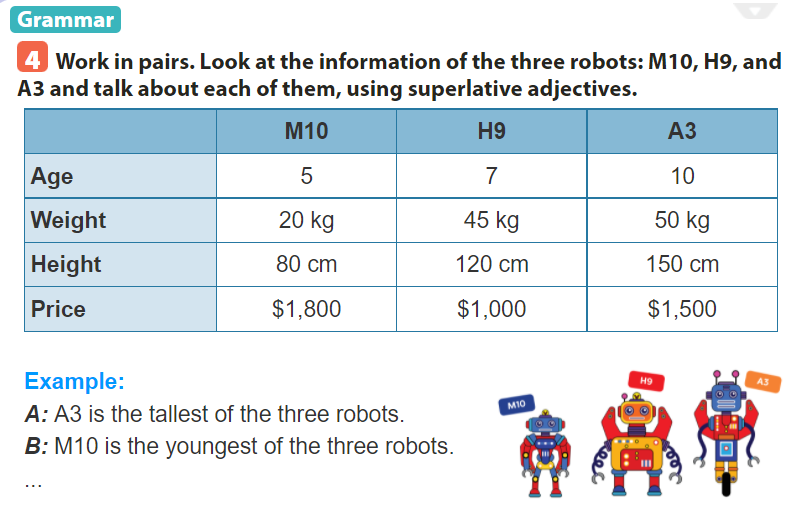 Grammar
4 Work in pairs. Look at the information of the three robots: M10, H9, and
A3 and talk about each of them, using superlative adjectives.
M10 H9 A3
Age 5 7 10
Weight 20 kg 45 kg 50 kg
Height 80 cm 120 cm 150 cm
Price $1,800 $1,000 $1,500
Example:
A: A3 is the tallest of the three robots.
B: M10 is the youngest of the three robots.
...
M10
H9
A3